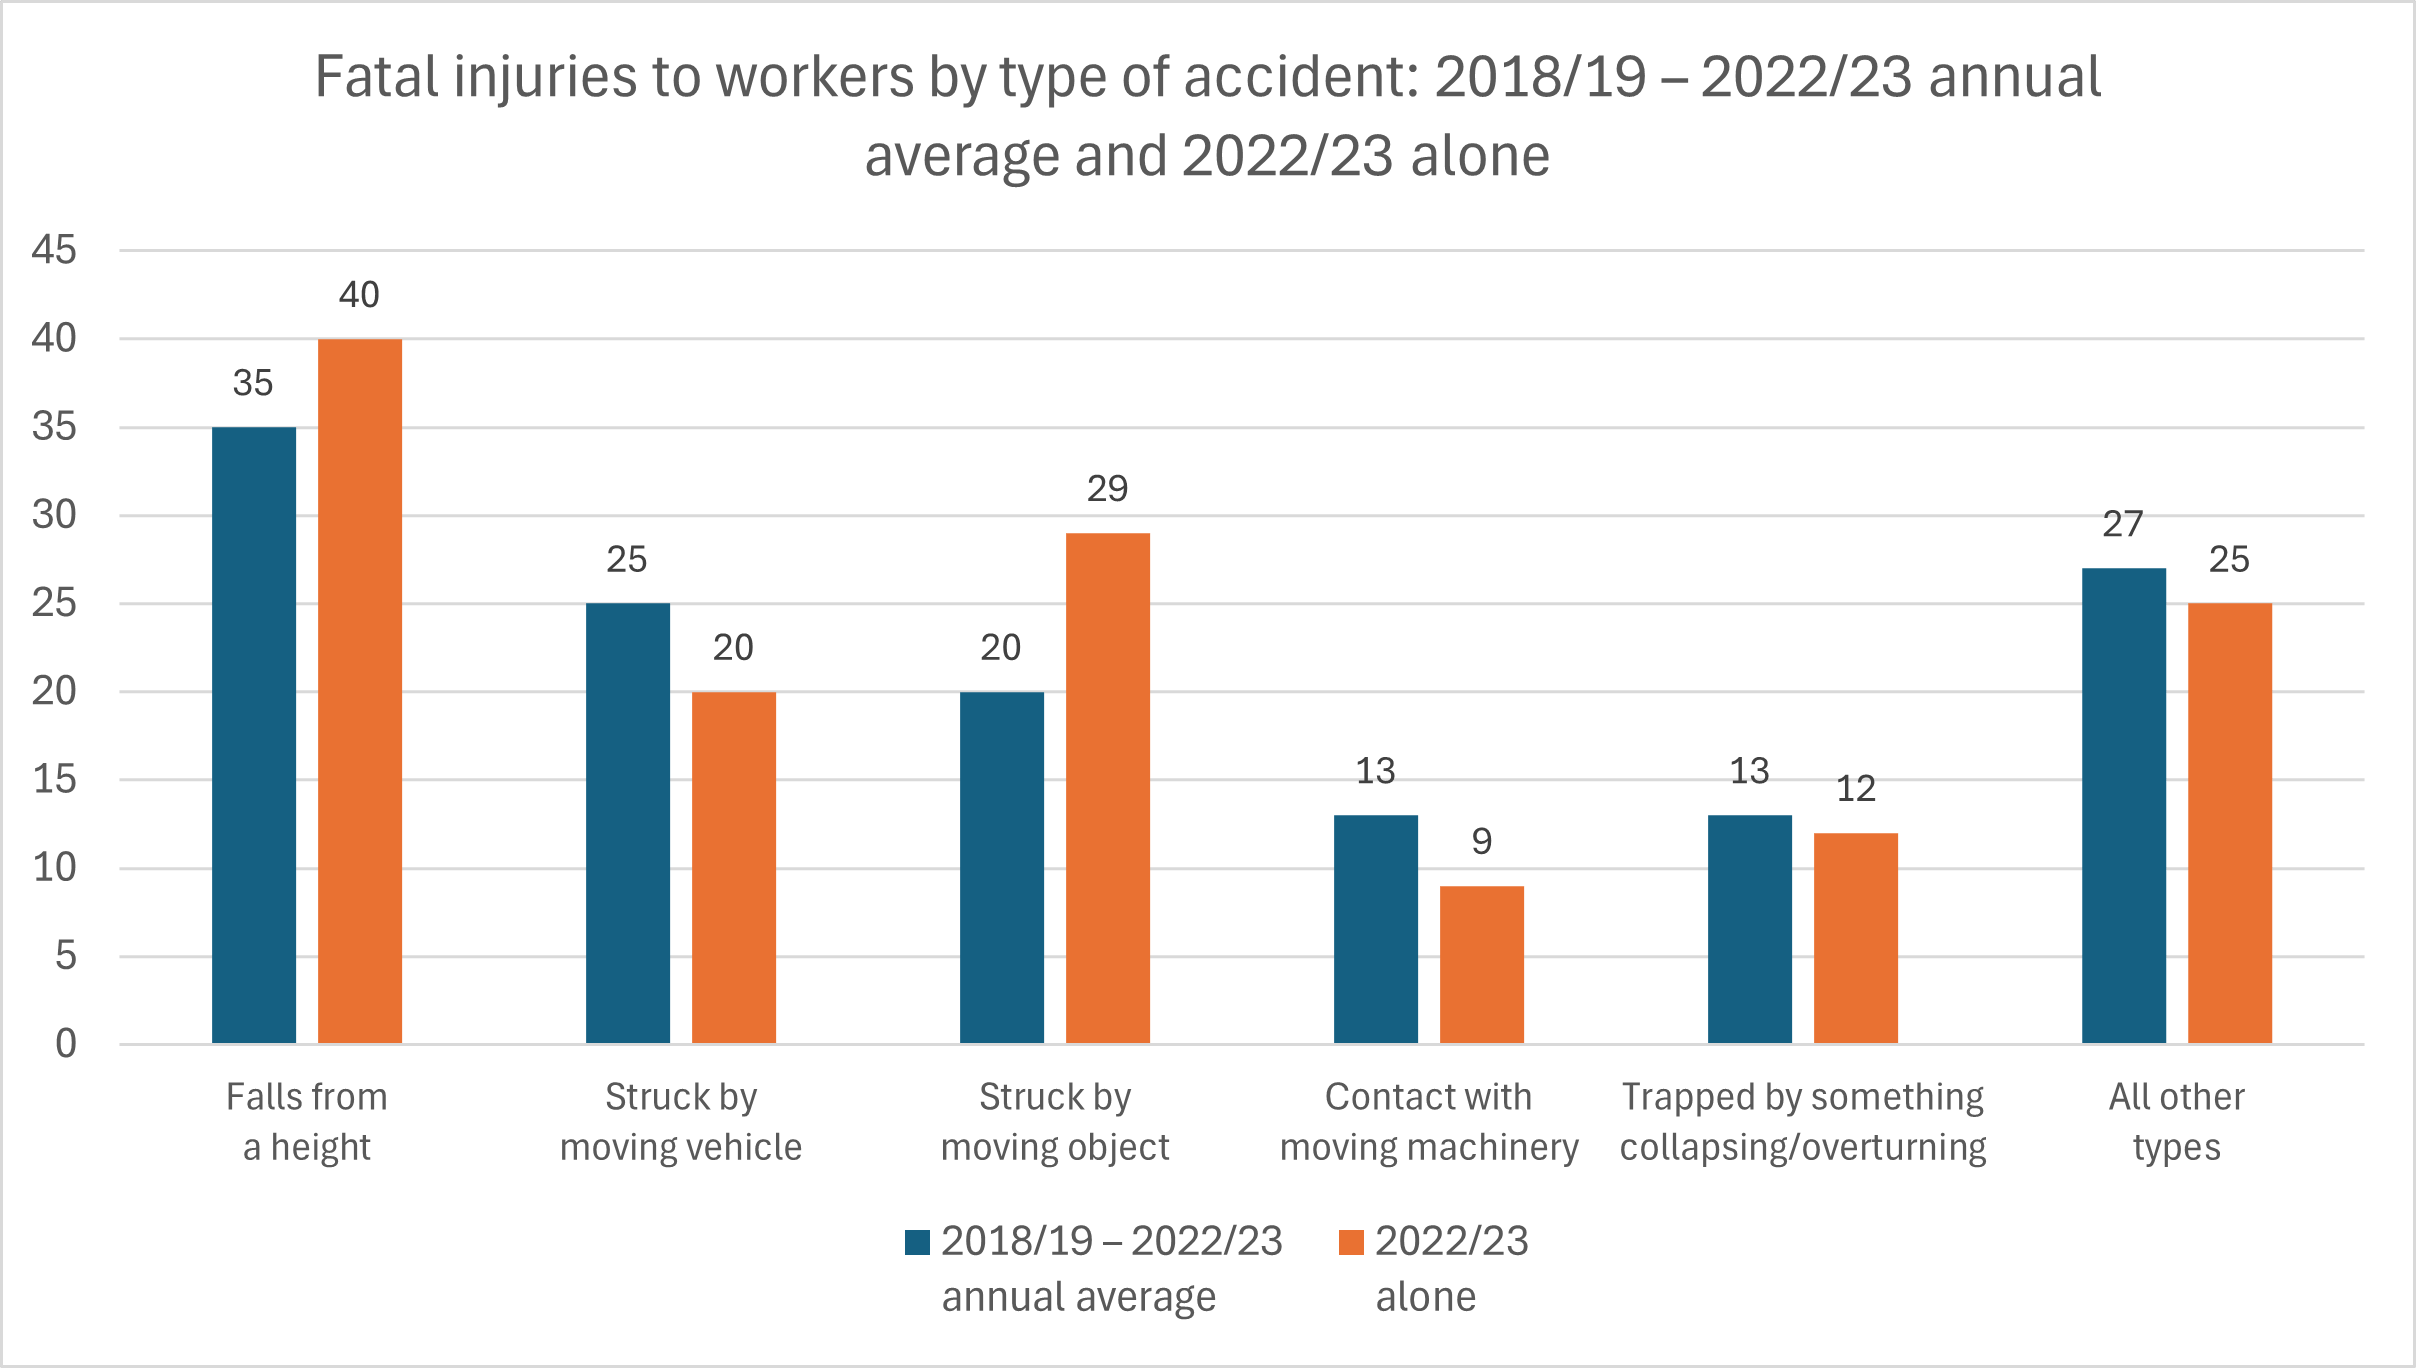 Fatal injuries to workers by type of accident: 2018/19 – 2022/23 annual
average and 2022/23 alone
45
40
35
30
25
20
15
10
5
0
35
40
25
20
20
29
13
9
13
12
27
25
Falls from
a height
Struck by
moving vehicle
Struck by
moving object
Contact with
moving machinery
Trapped by something
collapsing/overturning
All other
types
2018/19 – 2022/23
annual average
2022/23
alone